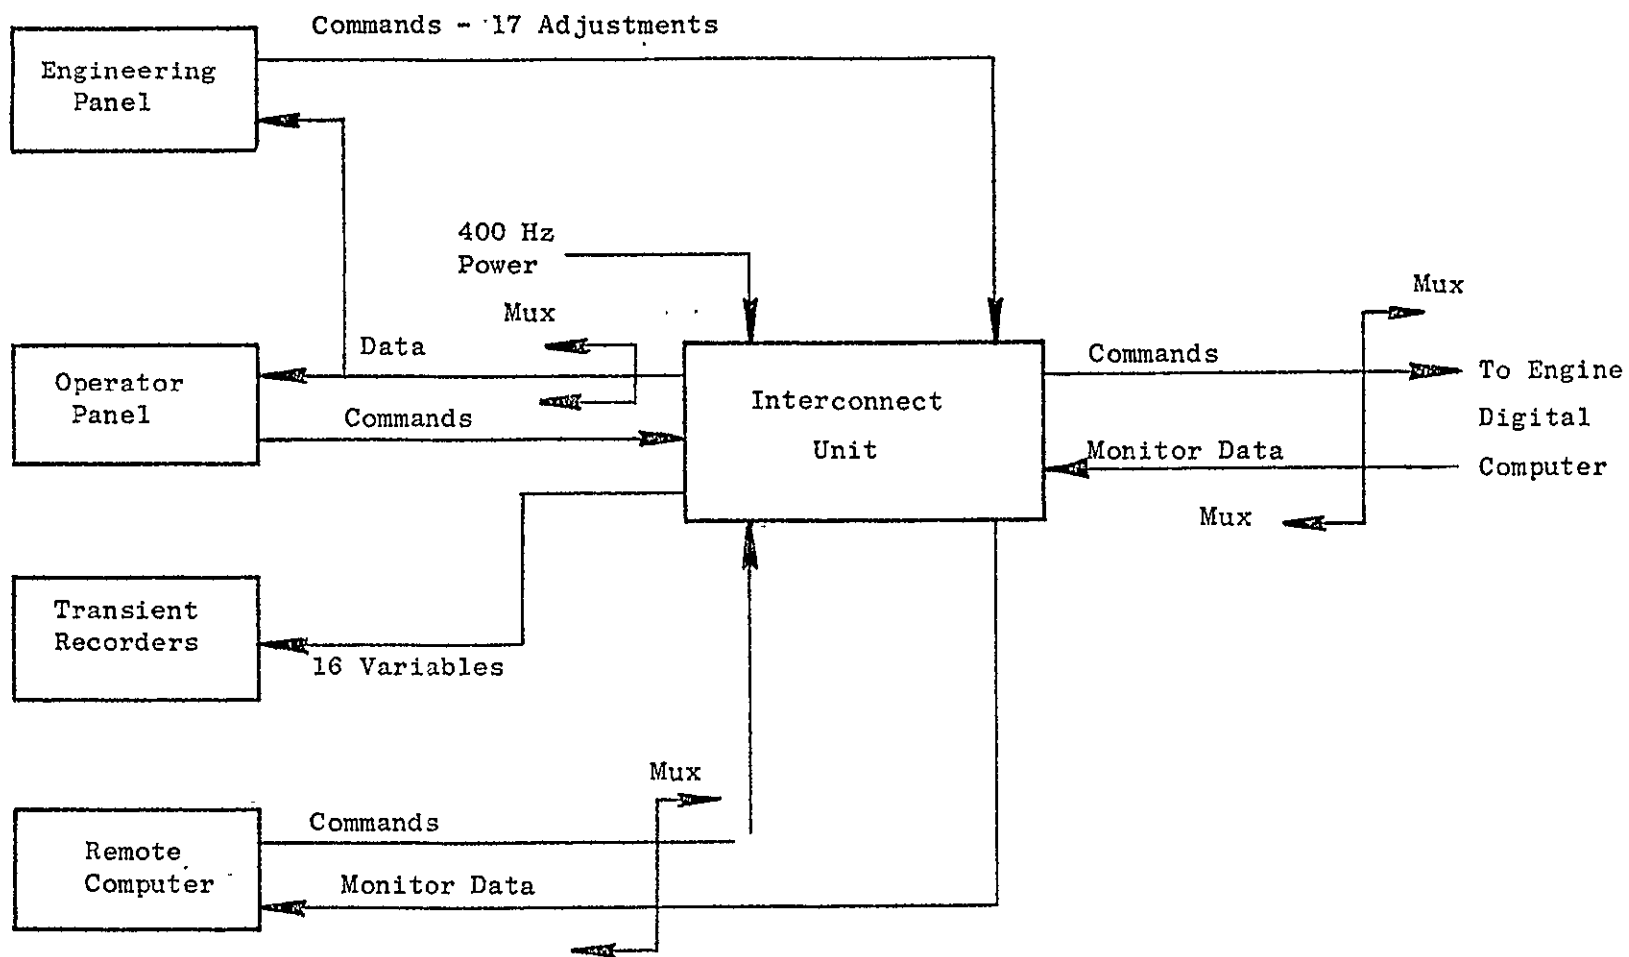 Commands - 17 Adjustments
Engineering
Panel
400 Hz
Power
Mux
Mux
Data
Commands
To Engine
Operator
Panel
Interconnect
Digital
Commands
Unit
Monitor Data
Computer
Mux
Transient
Recorders
16 Variables
Mux
Commands
Remote
Computer
Monitor Data